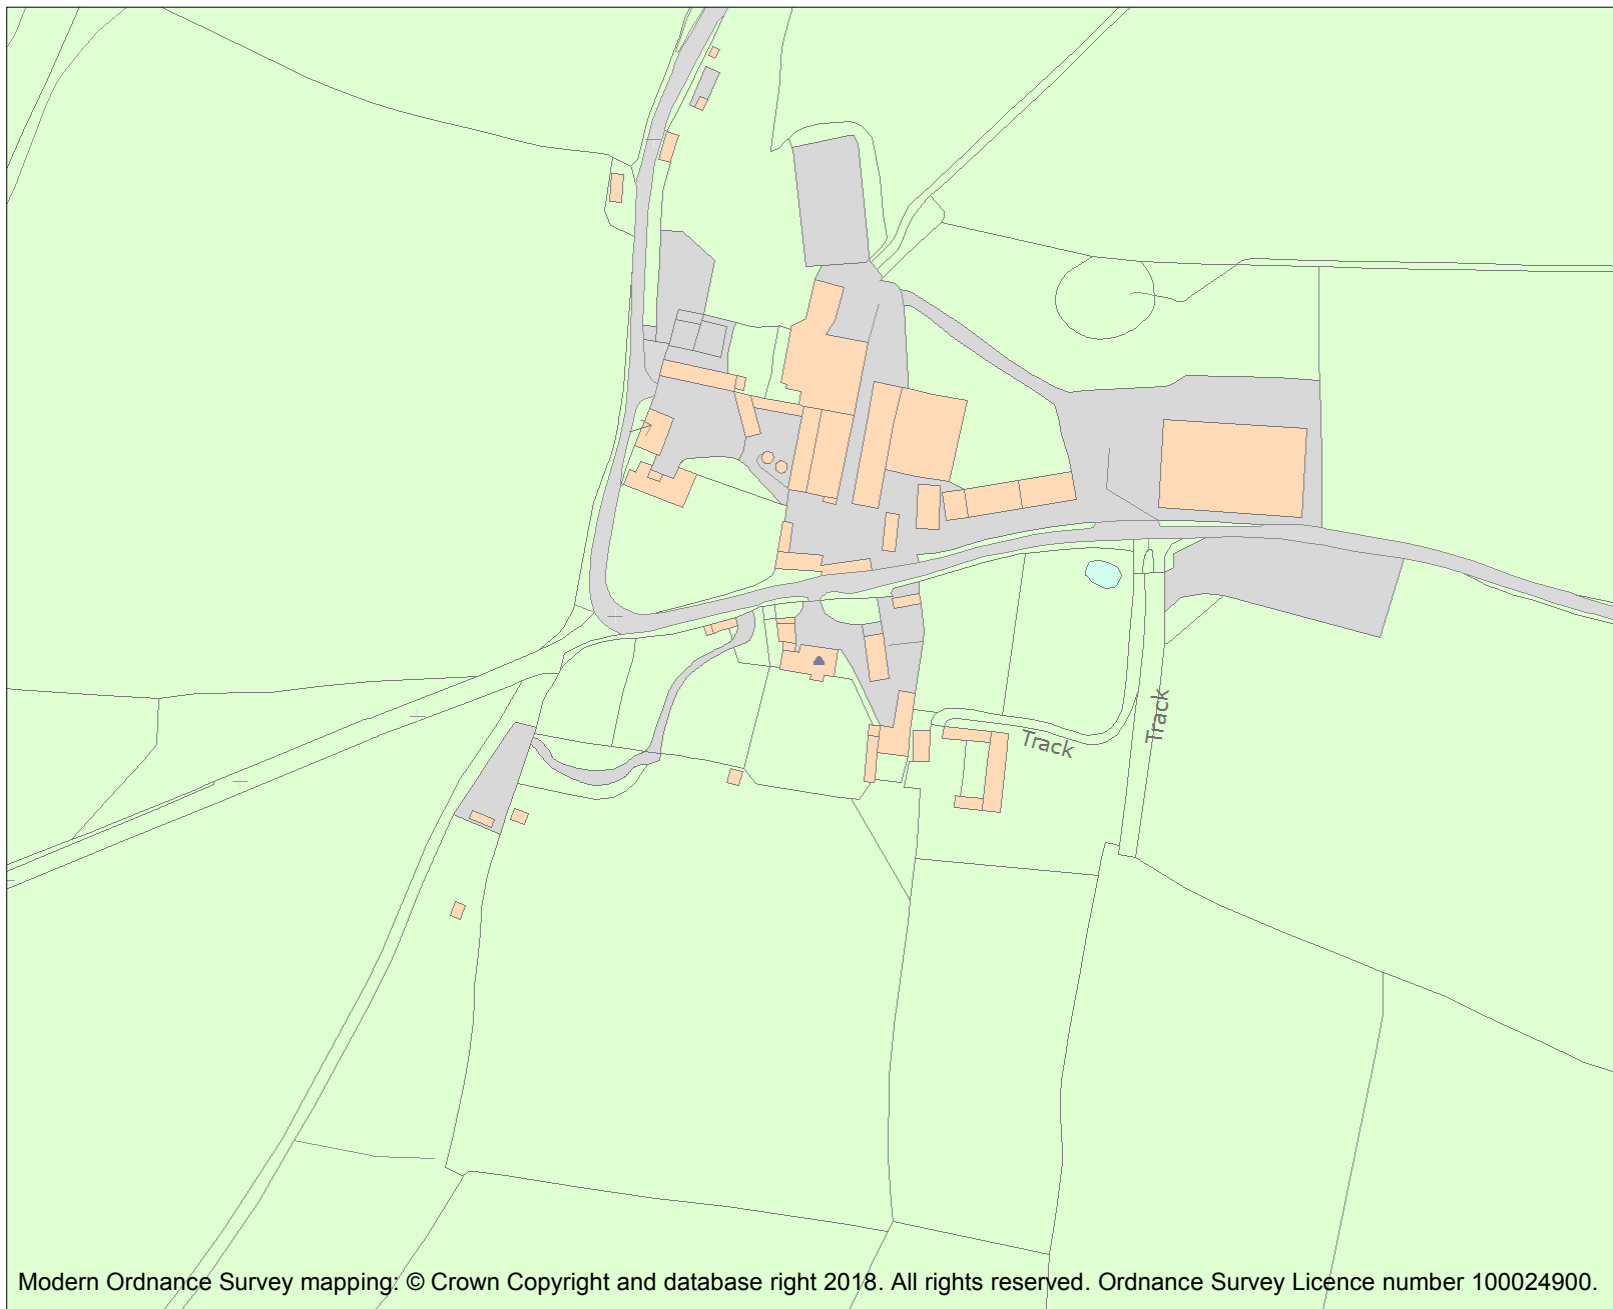 Track
Track
Modern Ordnance Survey mapping: © Crown Copyright and database right 2018. All rights reserved. Ordnance Survey Licence number 100024900.